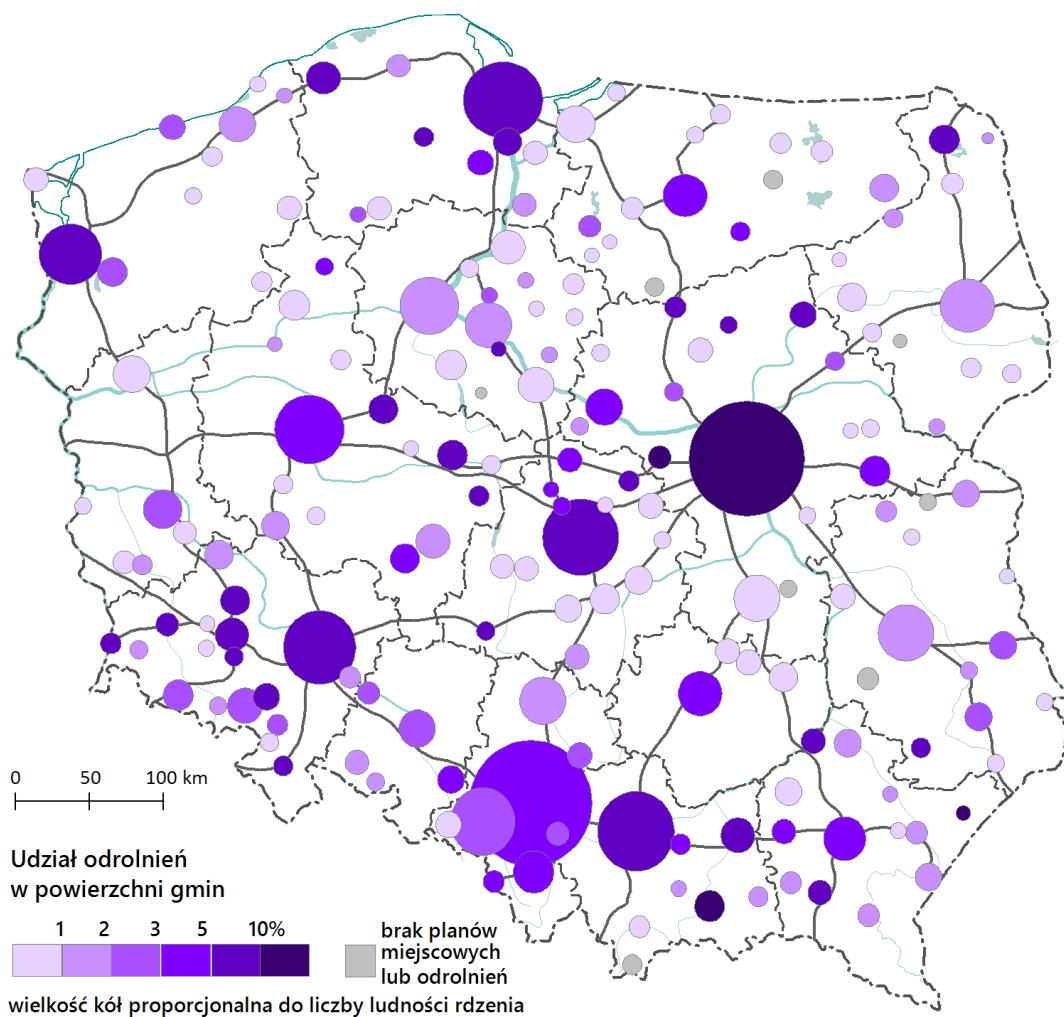 0 50 100 km
Udział odrolnień
w powierzchni gmin
1 2 3 5 10%
brak planów
miejscowych
lub odrolnień
wielkość kół proporcjonalna do liczby ludności rdzenia